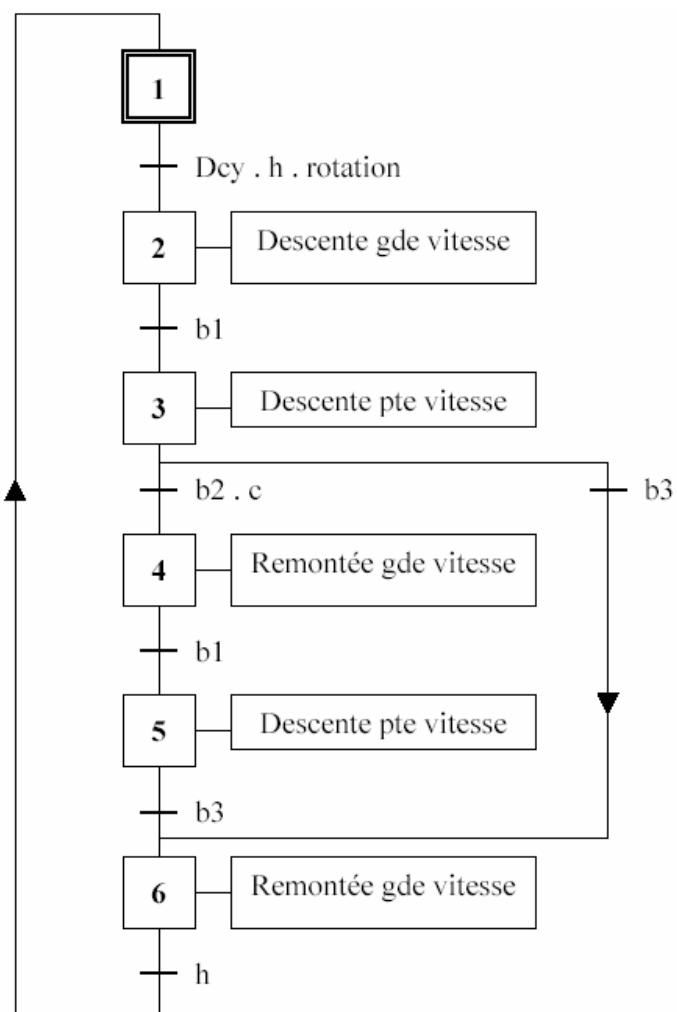 1
Dcy . h . rotation
2
Descente gde vitesse
b1
3
Descente pte vitesse
b2 . c
b3
4
Remontée gde vitesse
b1
5
Descente pte vitesse
b3
6
Remontée gde vitesse
h